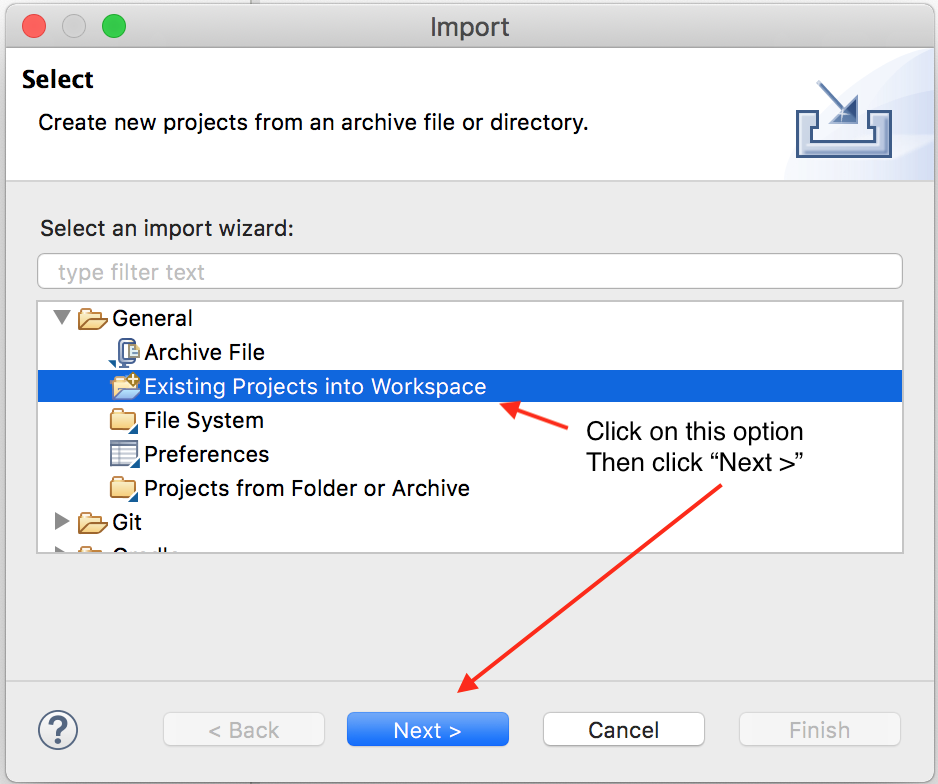 Import
Select
Create new projects from an archive file or directory.
Select an import wizard:
type filter text
General
Archive File
Existing Projects into Workspace
File System
Click on this option
Then click “Next >”
Preferences
Projects from Folder or Archive
Git
?
< Back
Next >
Cancel
Finish